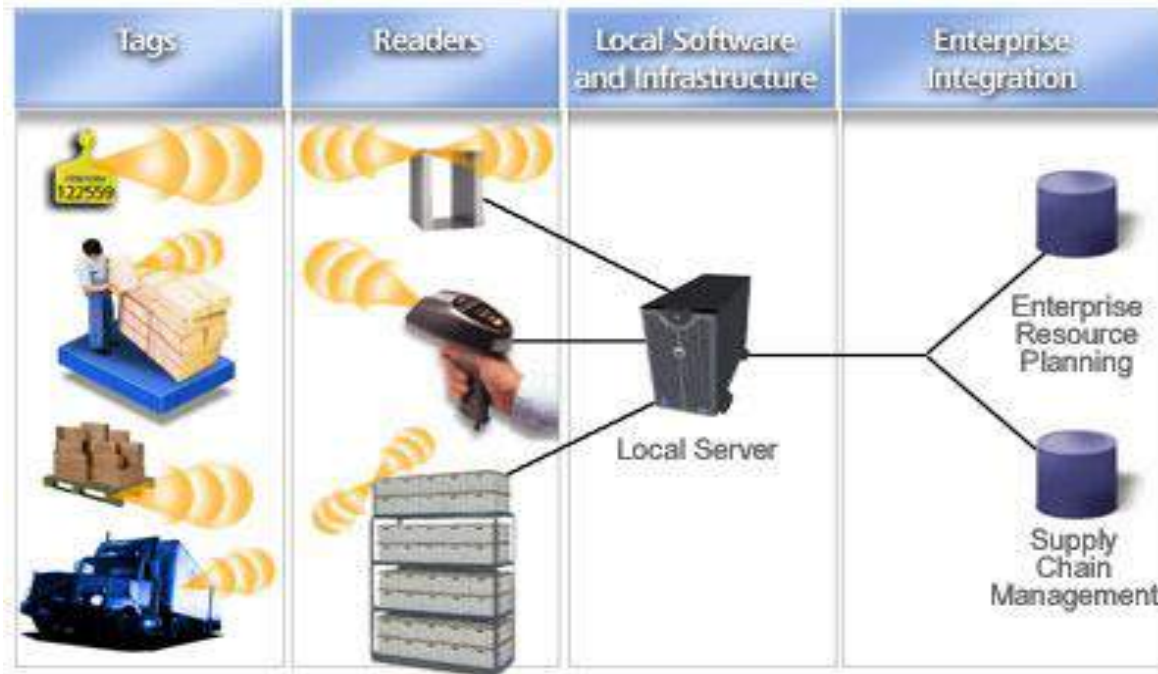 Tags
Readers
Local Software
and Infrastructure
Enterprise
Integration
122559
Local Server
Enterprise
Resource
Planning
Supply
Chain
Management